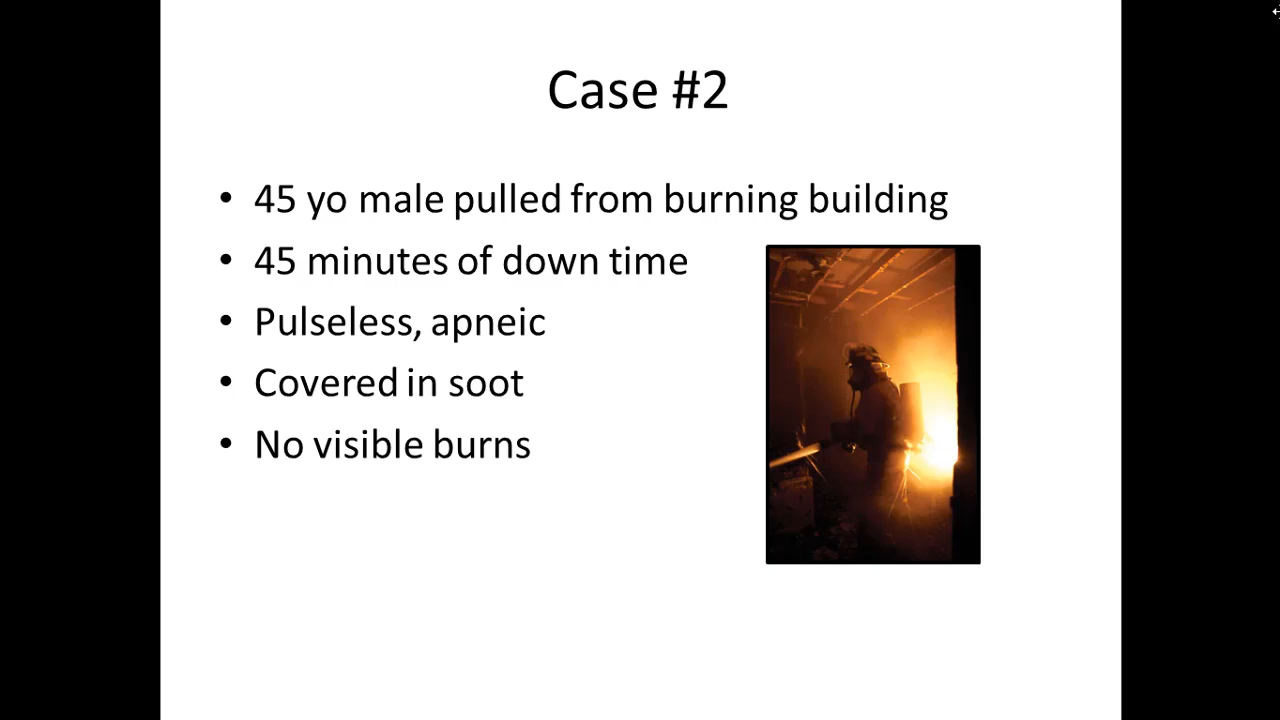 Case #2
• 45 yo male pulled from burning building
• 45 minutes of down time
• Pulseless, apneic
• Covered in soot
• No visible burns